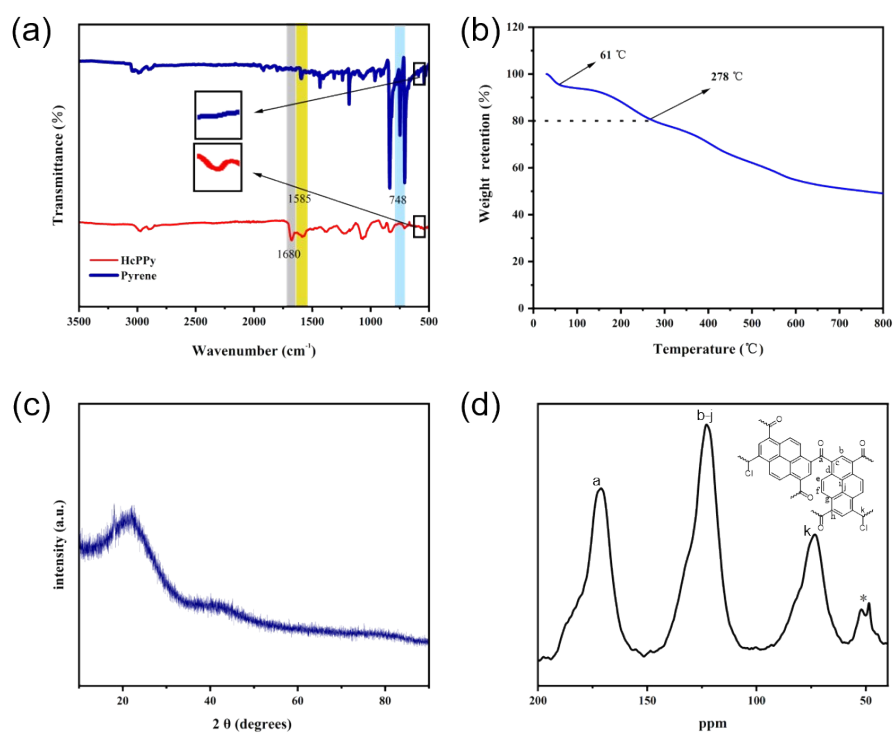 (a)
Transmittance (%)
1585
748
1680
HcPPy
Pyrene
3500 2500 2000 1500 1000 500
Wavenumber (cm-1)
(b)
Weight retention (%)
120
100
80
60
40
20
0
61 ℃
278 ℃
0 100 200 300 400 500 600 700 800
Temperature (℃)
(c)
intensity (a.u.)
20 40 60 80
2 θ (degrees)
(d)
a
b-j
k
*
O
O
O
b
O
Cl
a
c
d
e
f
g
i
j
O
O
h
k
Cl
200 150 100 50
ppm